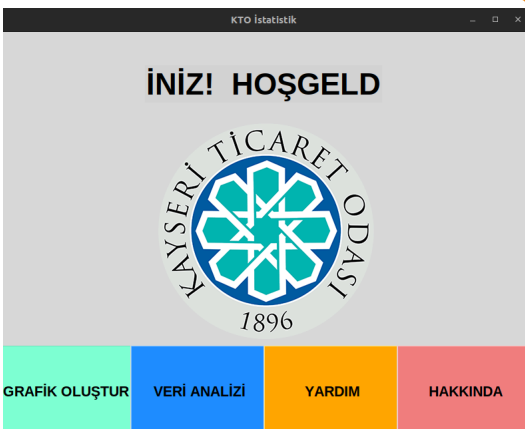 KTO İstatistik
İNİZ!  HOŞGELD
KAYSERİ TİCARET ODASI
1896
GRAFİK OLUŞTUR
VERİ ANALİZİ
YARDIM
HAKKINDA